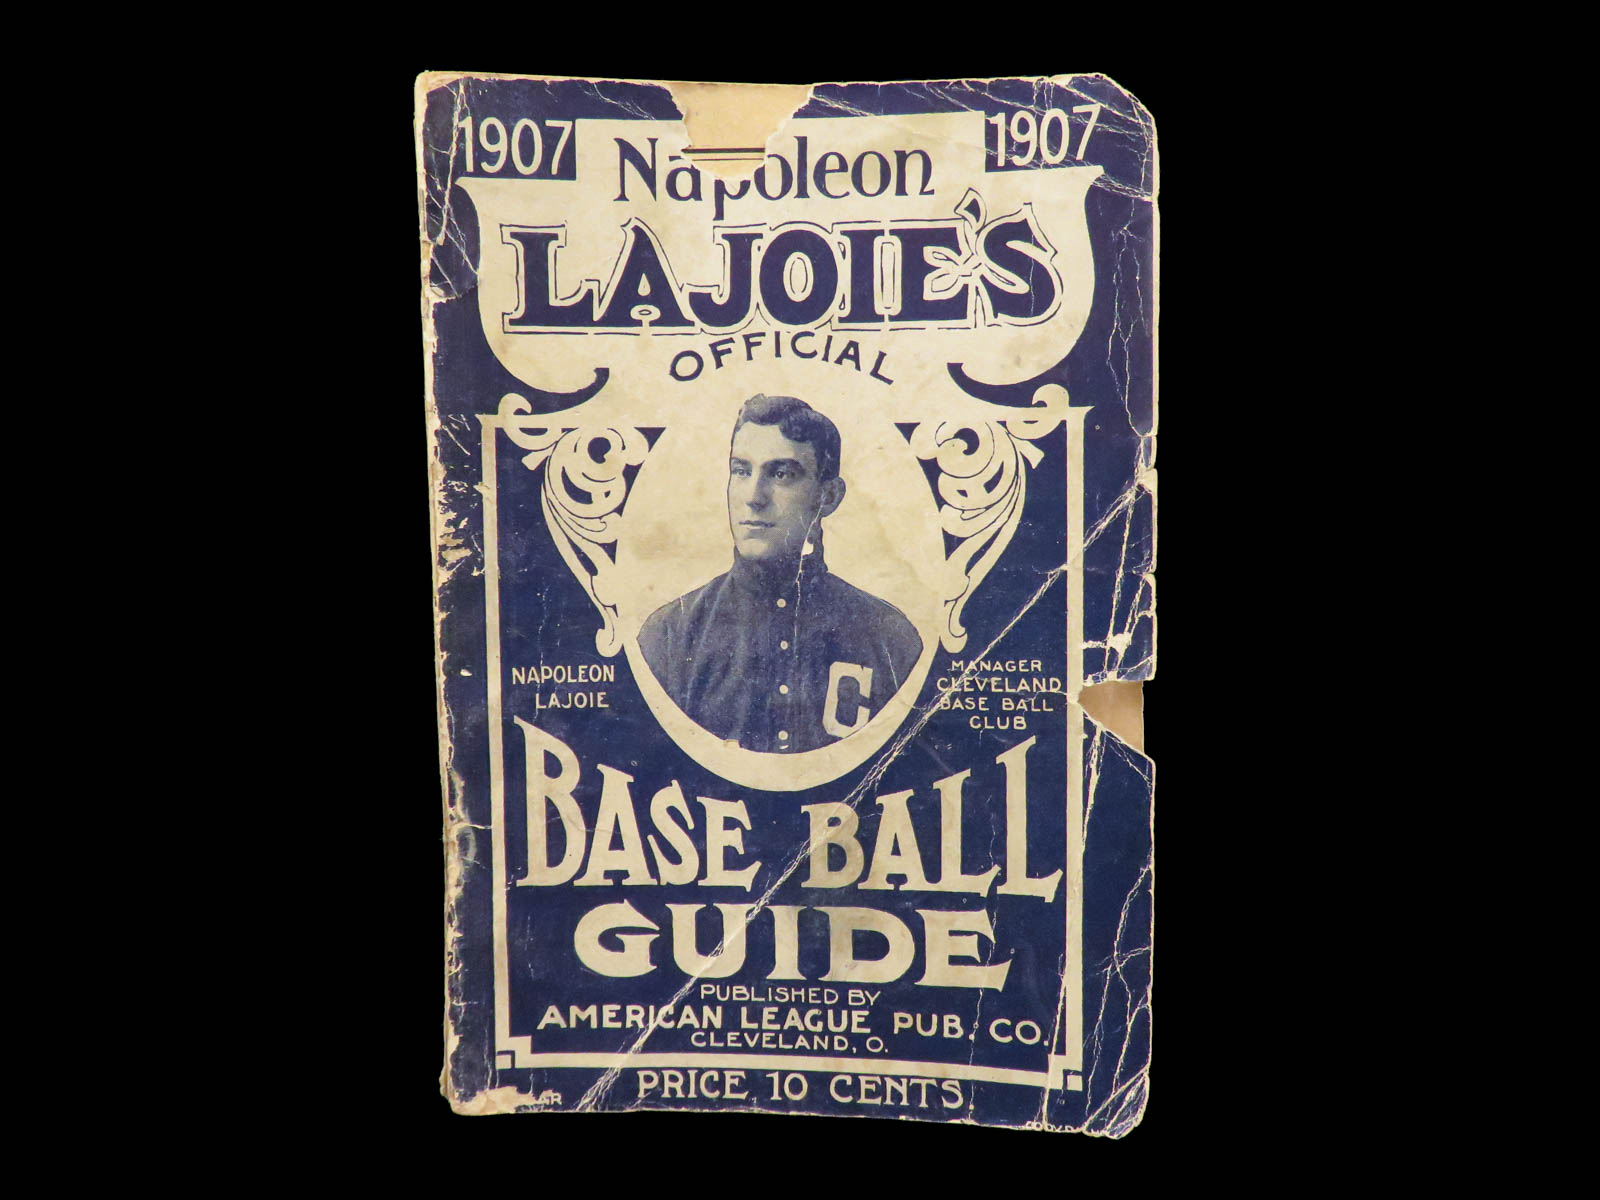 1907 Napoleon 1907
LAJOIE'S
OFFICIAL
C
NAPOLEON
LAJOIE
MANAGER
CLEVELAND
BASE BALL
CLUB
BASE BALL
GUIDE
PUBLISHED BY
AMERICAN LEAGUE PUB. CO.
CLEVELAND, O.
PRICE 10 CENTS.